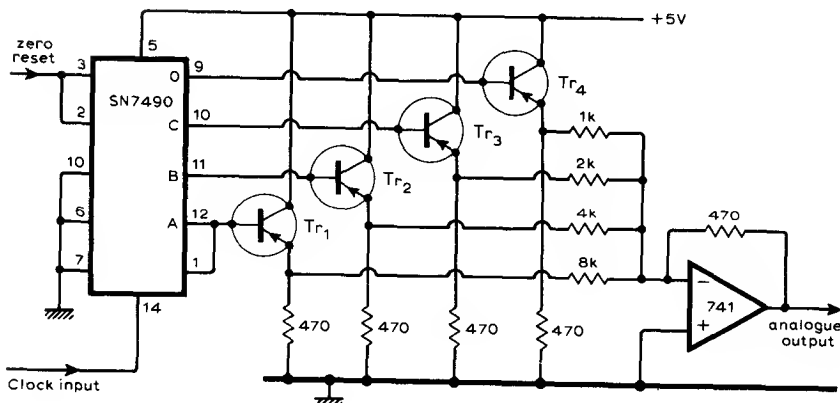 +5V
zero
reset
5
3
SN7490
D
9
Tr4
2
C
10
1k
Tr3
10
B
11
2k
Tr2
6
A
12
4k
470
Tr1
7
1
8k
−
741
+
14
470
470
470
470
analogue
output
Clock input